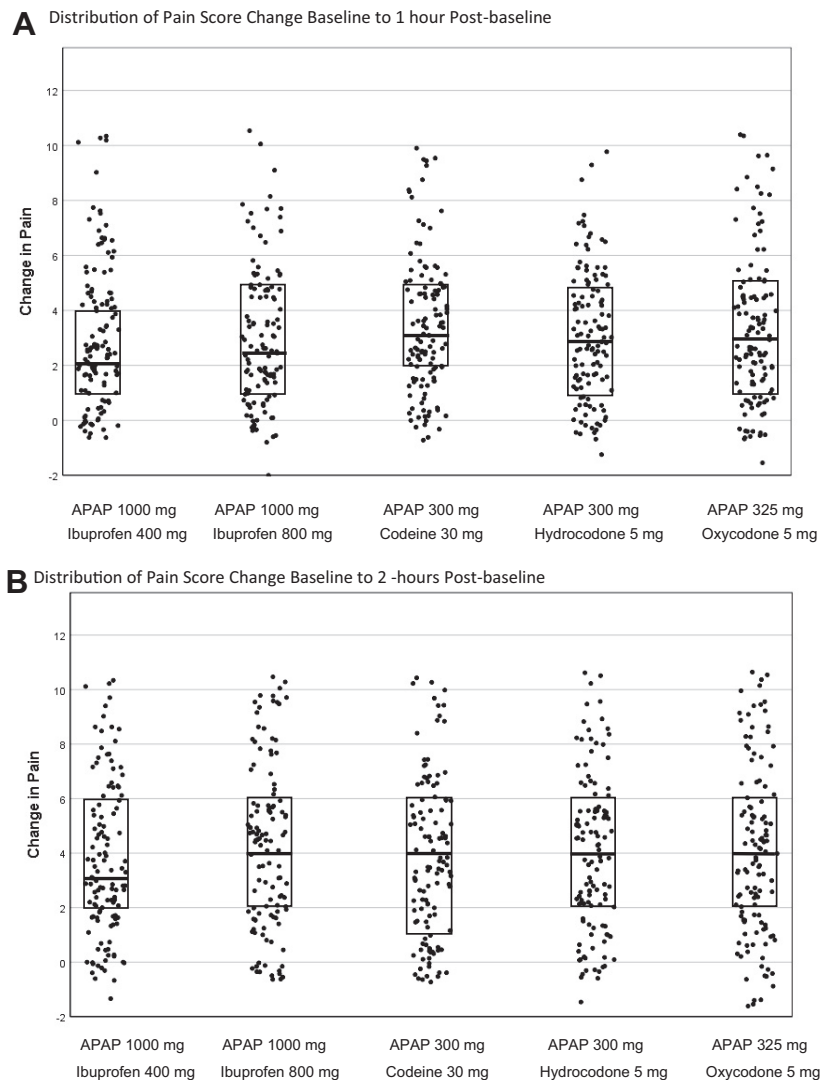 A Distribution of Pain Score Change Baseline to 1 hour Post-baseline
Change in Pain
12
10
8
6
4
2
0
-2
APAP 1000 mg APAP 1000 mg APAP 300 mg APAP 300 mg APAP 325 mg
Ibuprofen 400 mg Ibuprofen 800 mg Codeine 30 mg Hydrocodone 5 mg Oxycodone 5 mg
B Distribution of Pain Score Change Baseline to 2 -hours Post-baseline
Change in Pain
12
10
8
6
4
2
0
-2
APAP 1000 mg APAP 1000 mg APAP 300 mg APAP 300 mg APAP 325 mg
Ibuprofen 400 mg Ibuprofen 800 mg Codeine 30 mg Hydrocodone 5 mg Oxycodone 5 mg